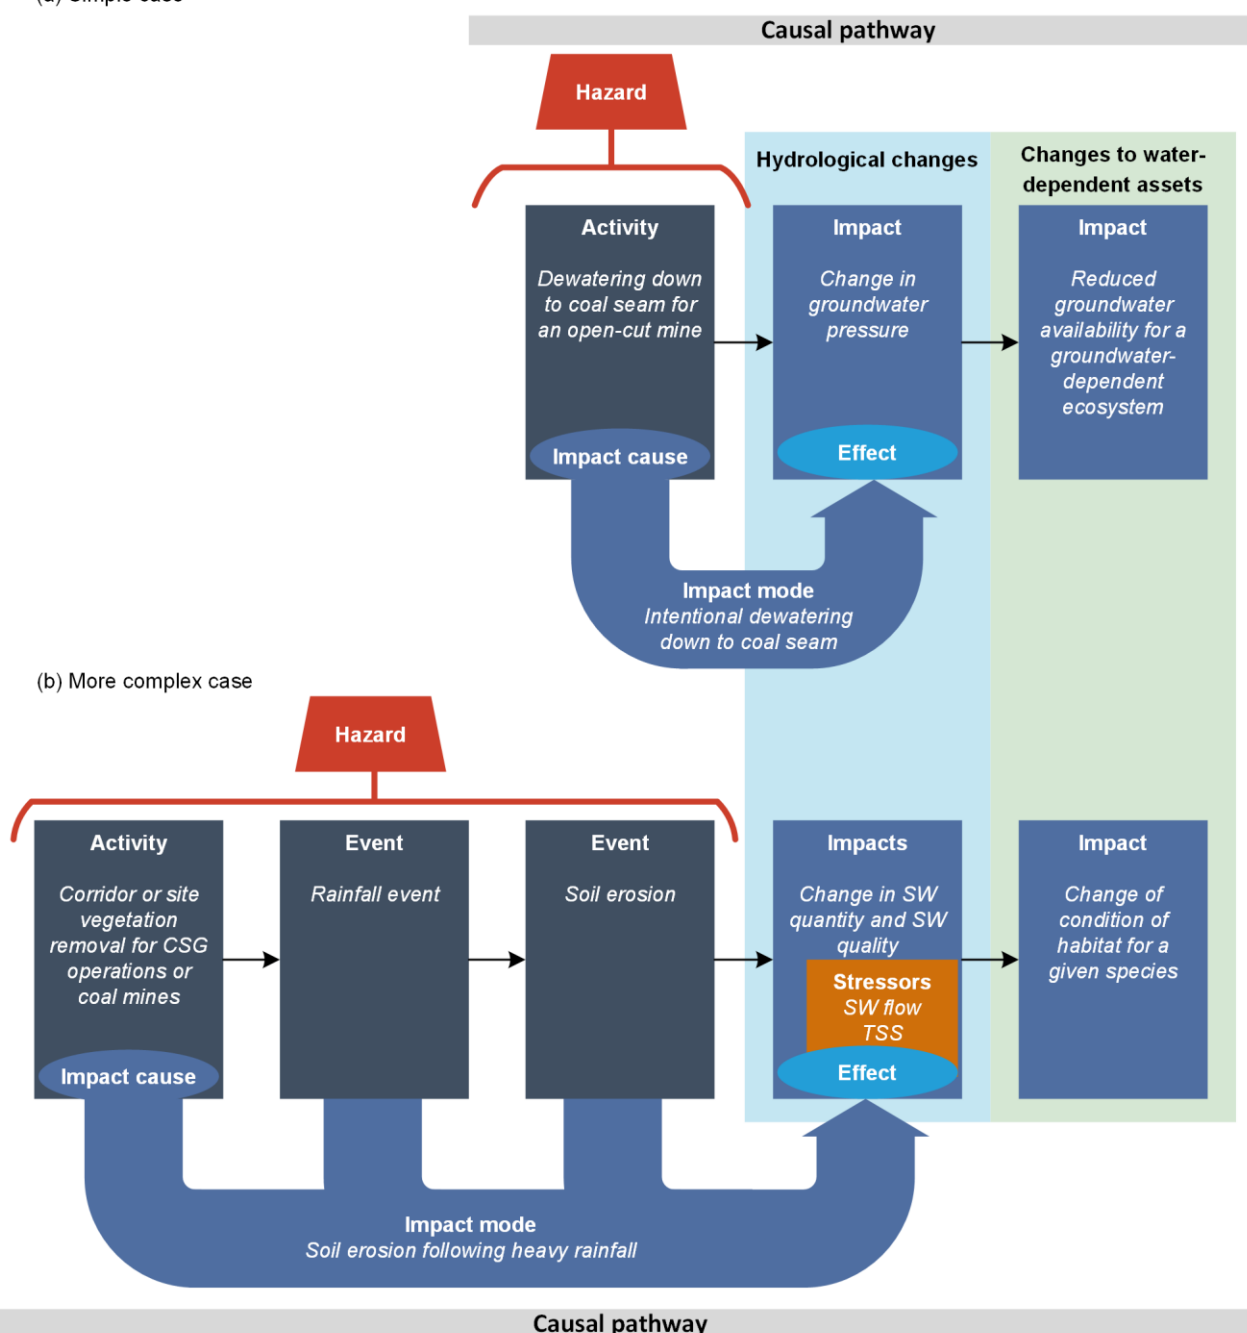 (a) Simple case
Causal pathway
Hazard
Hydrological changes
Changes to water-
dependent assets
Activity
Dewatering down
to coal seam for
an open-cut mine
Impact cause
Impact
Change in
groundwater
pressure
Effect
Impact
Reduced
groundwater
availability for a
groundwater-
dependent
ecosystem
Impact mode
Intentional dewatering
down to coal seam
(b) More complex case
Hazard
Activity
Corridor or site
vegetation
removal for CSG
operations or
coal mines
Impact cause
Event
Rainfall event
Event
Soil erosion
Impacts
Change in SW
quantity and SW
quality
Stressors
SW flow
TSS
Effect
Impact
Change of
condition of
habitat for a
given species
Impact mode
Soil erosion following heavy rainfall
Causal pathway